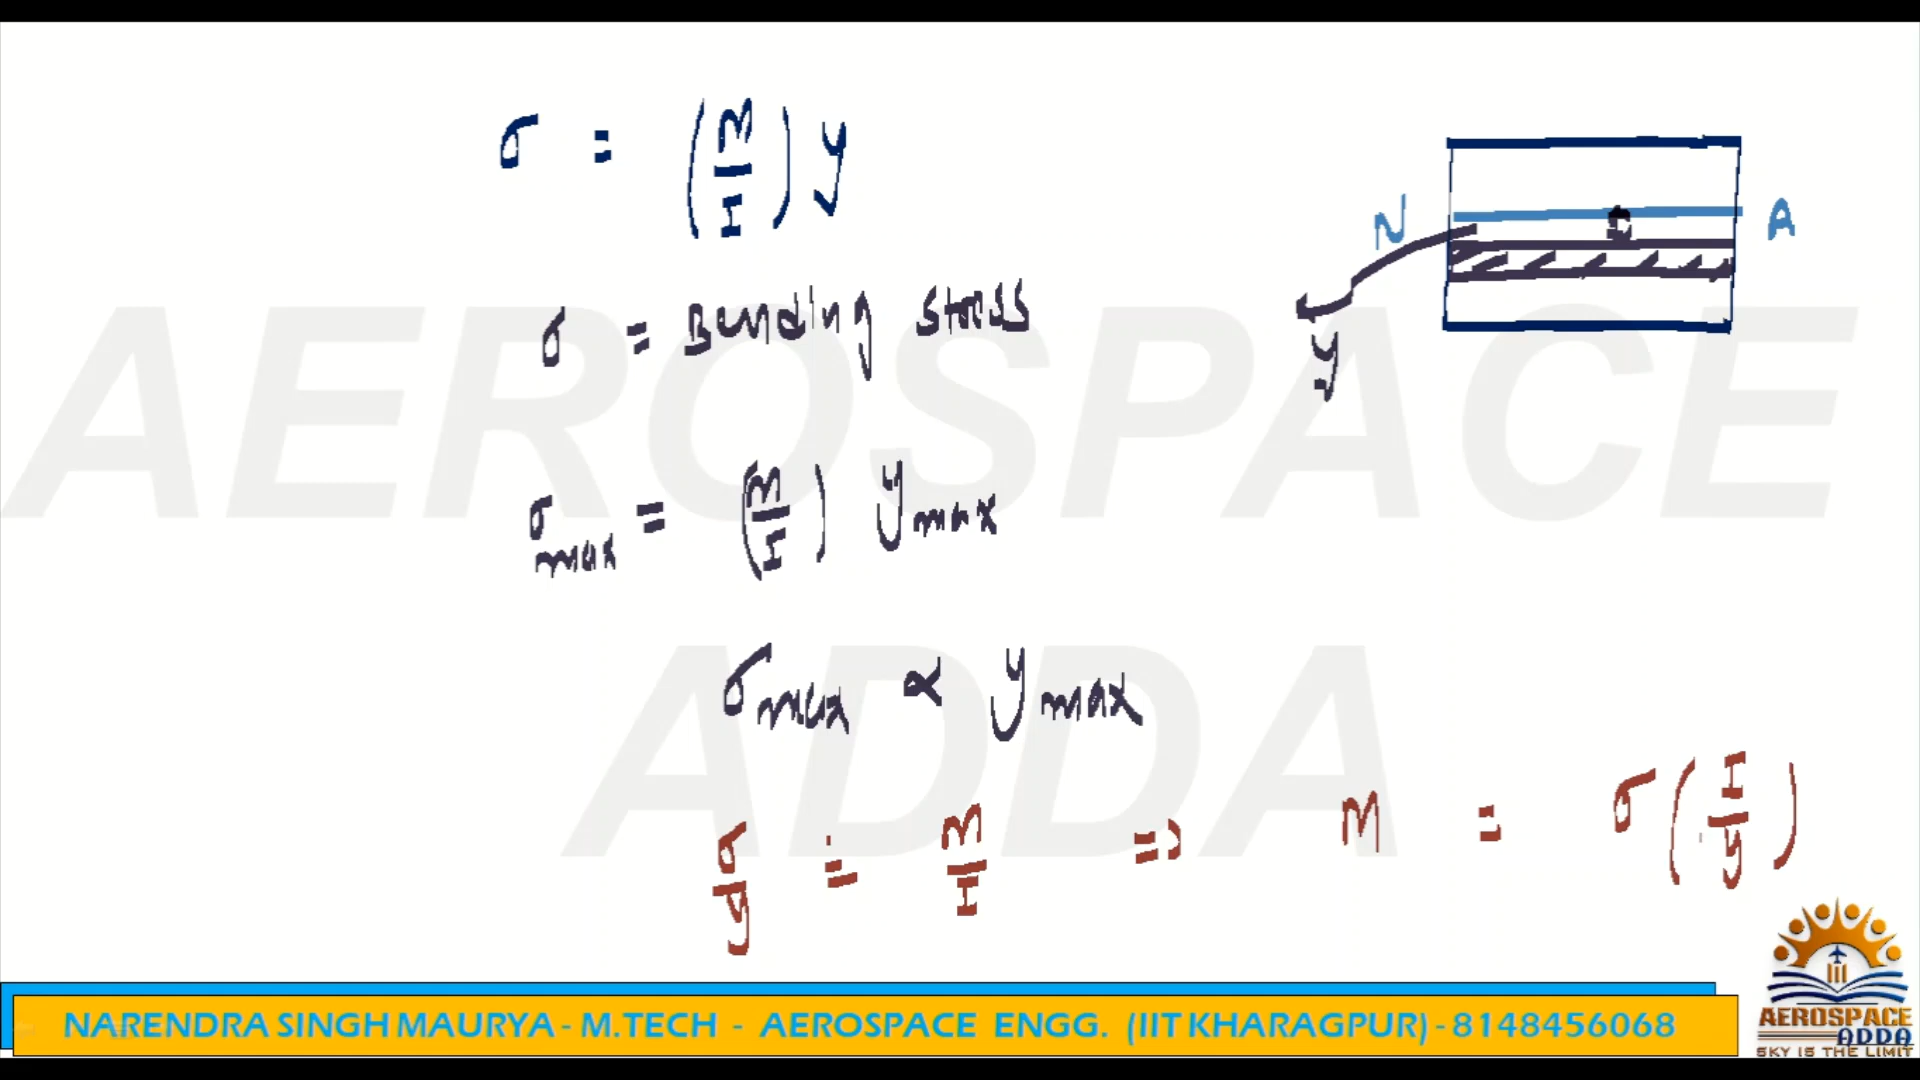 σ = (M/I) y
N A
σ = Bending stress
y
σmax = (M/I) ymax
σmax ∝ ymax
σ/y = M/I ⇒ M = σ(I/y)
AEROSPACE
ADDA
NARENDRA SINGH MAURYA - M.TECH - AEROSPACE ENGG. (IIT KHARAGPUR) - 8148456068
AEROSPACE
ADDA
SKY IS THE LIMIT